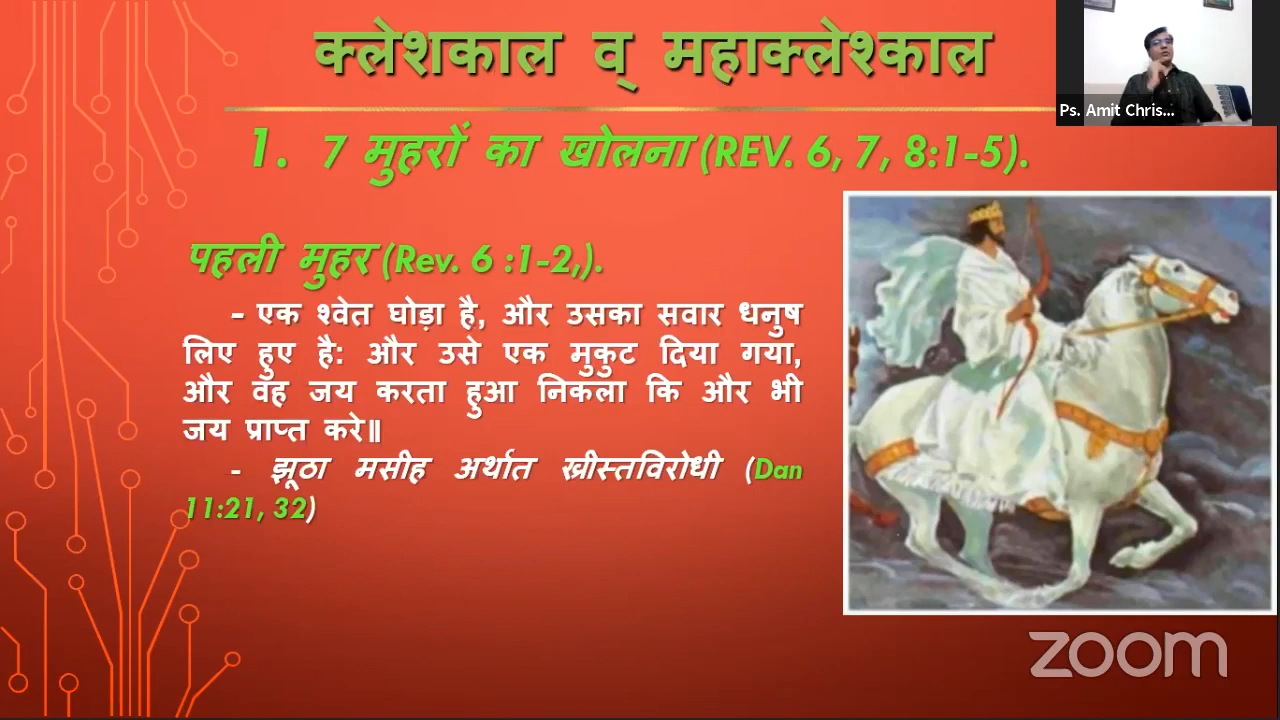 क्लेशकाल व् महाक्लेश्काल
1. 7 मुहरों का खोलना (REV. 6, 7, 8:1-5).
पहली मुहर (Rev. 6 :1-2,).
- एक श्वेत घोड़ा है, और उसका सवार धनुष
लिए हुए है: और उसे एक मुकुट दिया गया,
और वह जय करता हुआ निकला कि और भी
जय प्राप्त करे॥
- झूठा मसीह अर्थात ख्रीस्तविरोधी (Dan
11:21, 32)
Ps. Amit Chris...
zoom